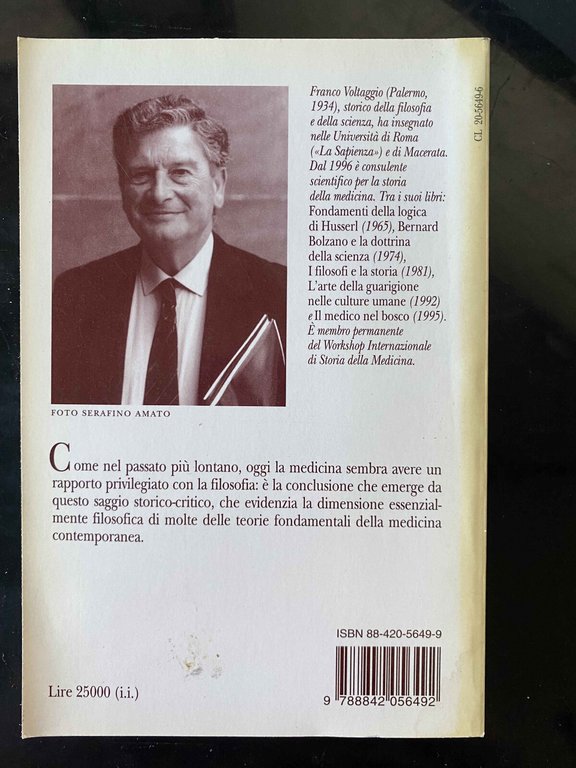 Franco Voltaggio (Palermo,
1934), storico della filosofia
e della scienza, ha insegnato
nelle Università di Roma
(«La Sapienza») e di Macerata.
Dal 1996 è consulente
scientifico per la storia
della medicina. Tra i suoi libri:
Fondamenti della logica
di Husserl (1965), Bernard
Bolzano e la dottrina
della scienza (1974),
I filosofi e la storia (1981),
L'arte della guarigione
nelle culture umane (1992)
e Il medico nel bosco (1995).
È membro permanente
del Workshop Internazionale
di Storia della Medicina.
CL 20-5649-6
FOTO SERAFINO AMATO
Come nel passato più lontano, oggi la medicina sembra avere un
rapporto privilegiato con la filosofia: è la conclusione che emerge da
questo saggio storico-critico, che evidenzia la dimensione essenzial-
mente filosofica di molte delle teorie fondamentali della medicina
contemporanea.
ISBN 88-420-5649-9
Lire 25000 (i.i.)
9 788842 056492